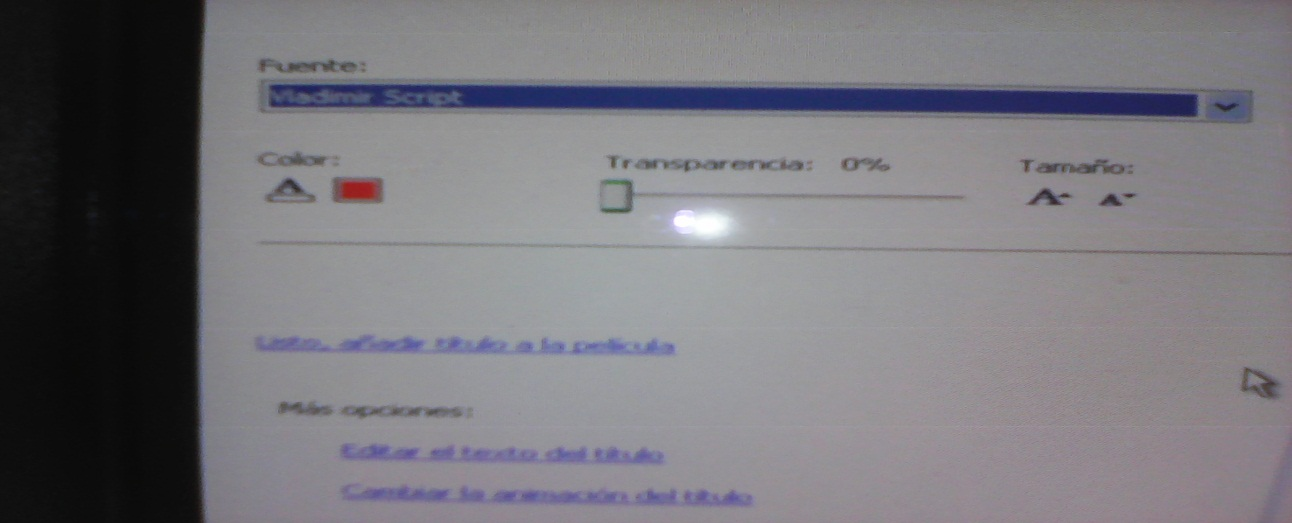 Fuente:
Vladimir Script
Color: Transparencia: 0% Tamaño:
A A A
Listo, añadir título a la película
Más opciones:
Editar el texto del título
Cambiar la animación del título